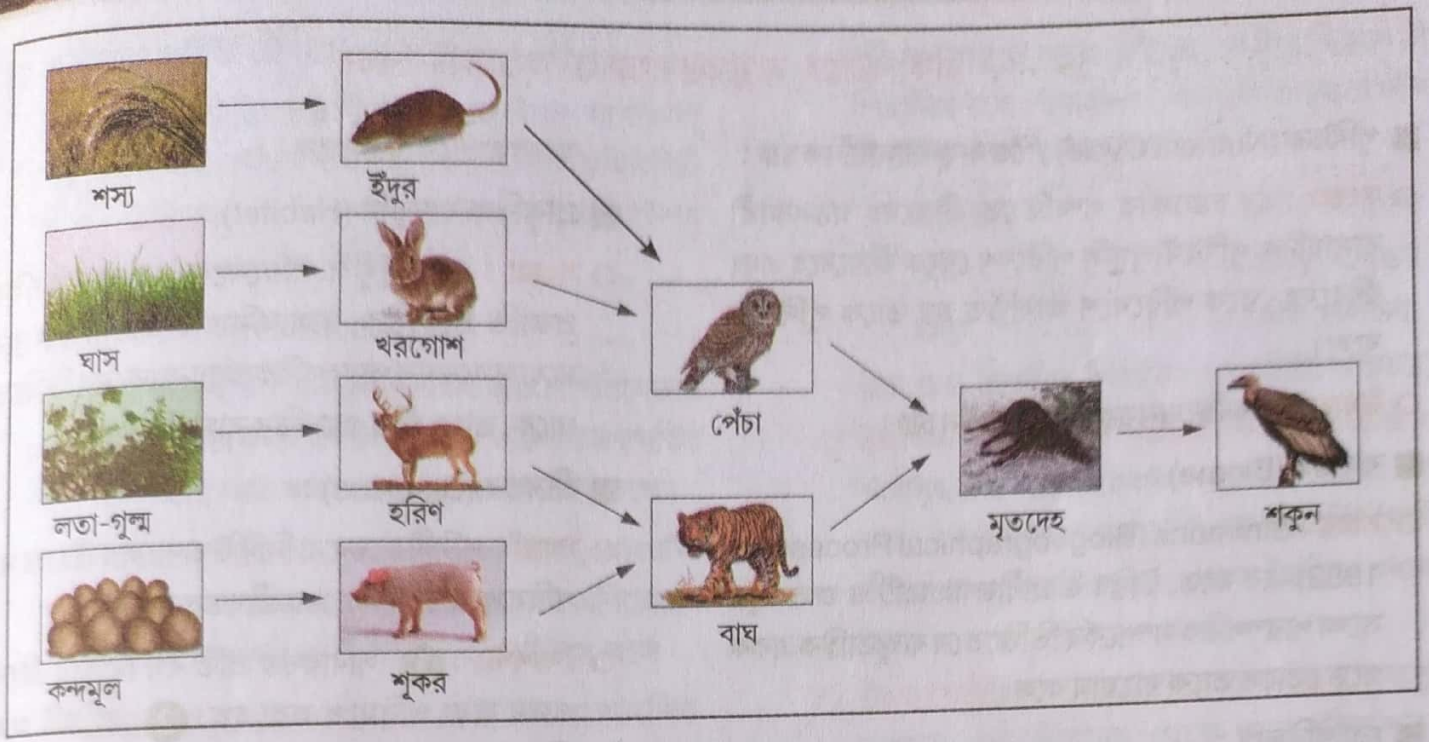 শস্য
ইঁদুর
ঘাস
খরগোশ
পেঁচা
লতা-গুল্ম
হরিণ
মৃতদেহ
শকুন
বাঘ
কন্দমূল
শূকর